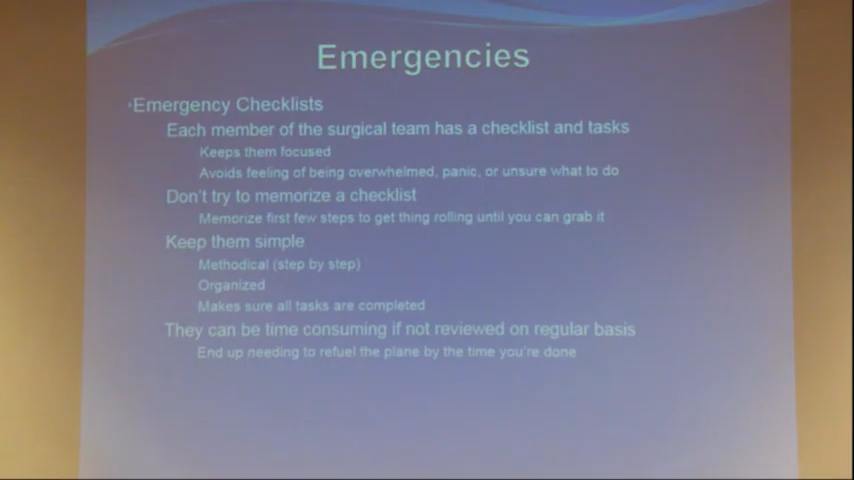 Emergencies
Emergency Checklists
Each member of the surgical team has a checklist and tasks
Keeps them focused
Avoids feeling of being overwhelmed, panic, or unsure what to do
Don't try to memorize a checklist
Memorize first few steps to get thing rolling until you can grab it
Keep them simple
Methodical (step by step)
Organized
Makes sure all tasks are completed
They can be time consuming if not reviewed on regular basis
End up needing to refuel the plane by the time you're done